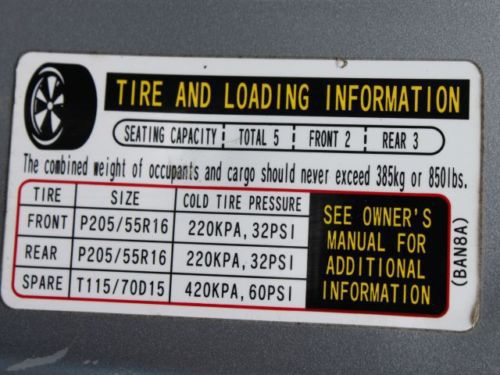 TIRE AND LOADING INFORMATION
SEATING CAPACITY TOTAL 5 FRONT 2 REAR 3
The combined weight of occupants and cargo should never exceed 385kg or 850lbs.
TIRE SIZE COLD TIRE PRESSURE
FRONT P205/55R16 220KPA, 32PSI
REAR P205/55R16 220KPA, 32PSI
SPARE T115/70D15 420KPA, 60PSI
SEE OWNER'S
MANUAL FOR
ADDITIONAL
INFORMATION
(BAN8A)